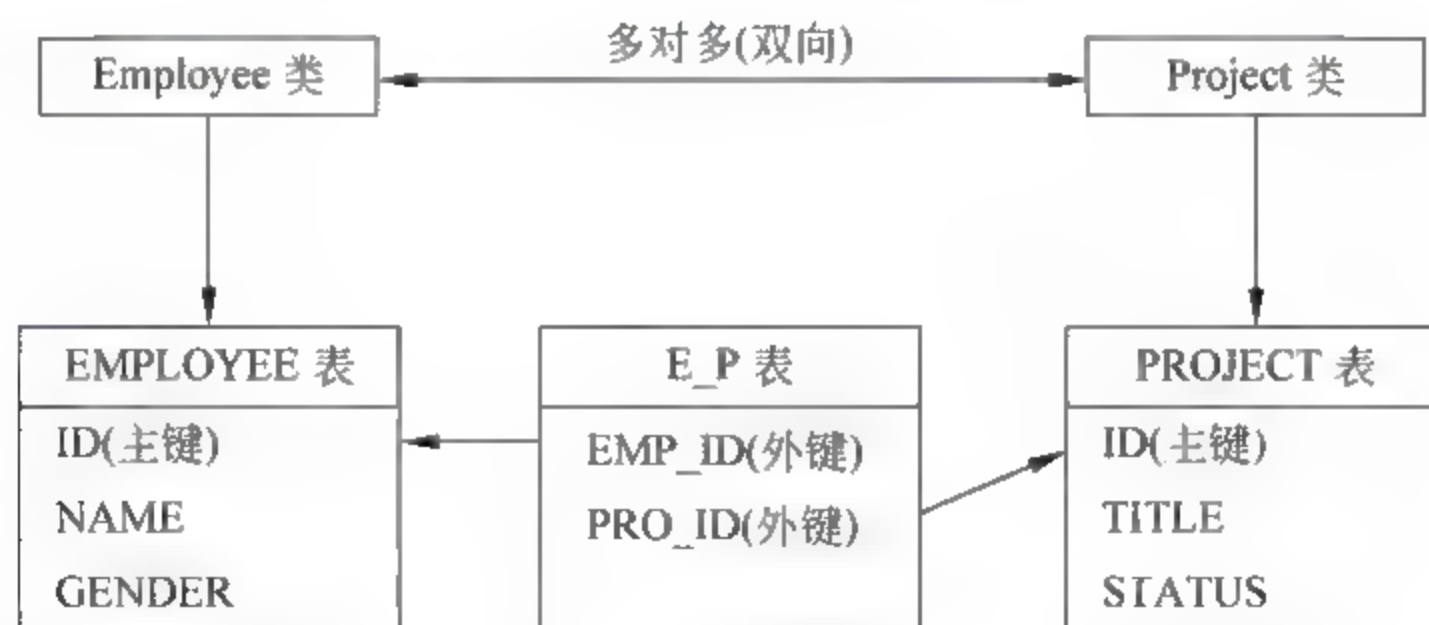 多对多(双向)
Employee 类
Project 类
EMPLOYEE 表
E_P 表
PROJECT 表
ID(主键)
EMP_ID(外键)
ID(主键)
NAME
PRO_ID(外键)
TITLE
GENDER
STATUS